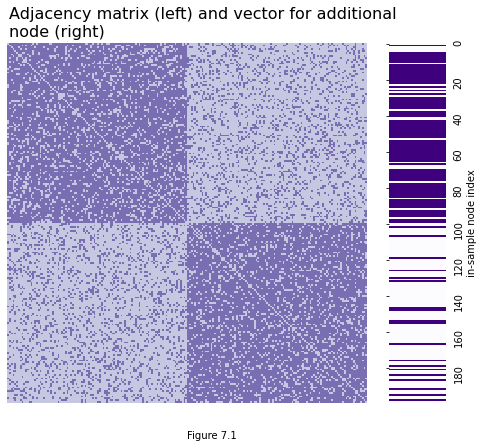 Adjacency matrix (left) and vector for additional
node (right)
0
20
40
60
80
100
120
140
160
180
in-sample node index
Figure 7.1